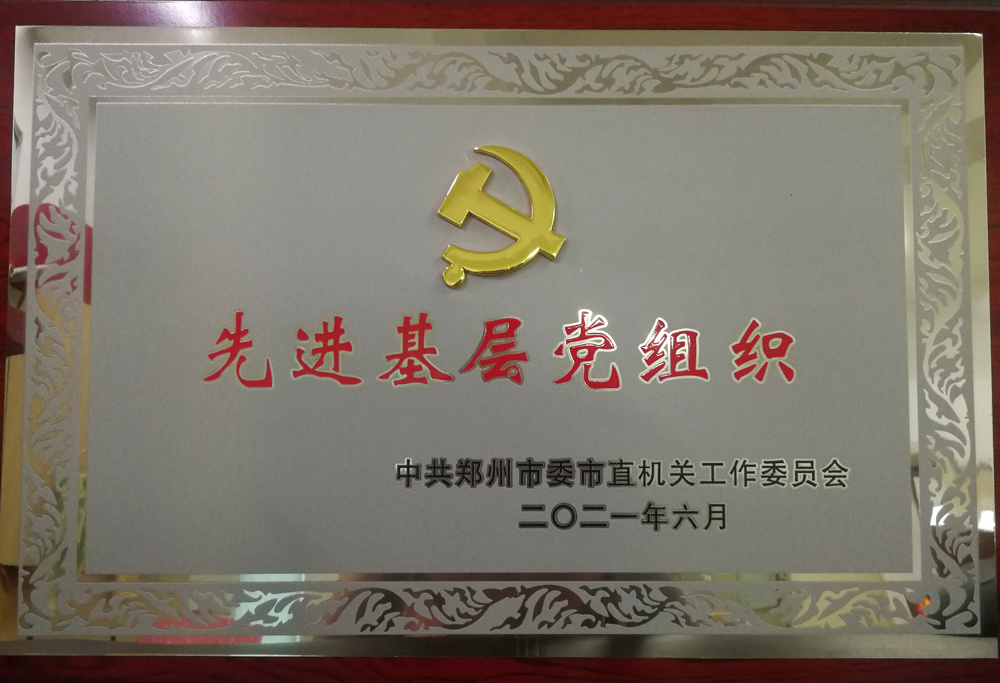 先进基层党组织
中共郑州市委市直机关工作委员会
二〇二一年六月